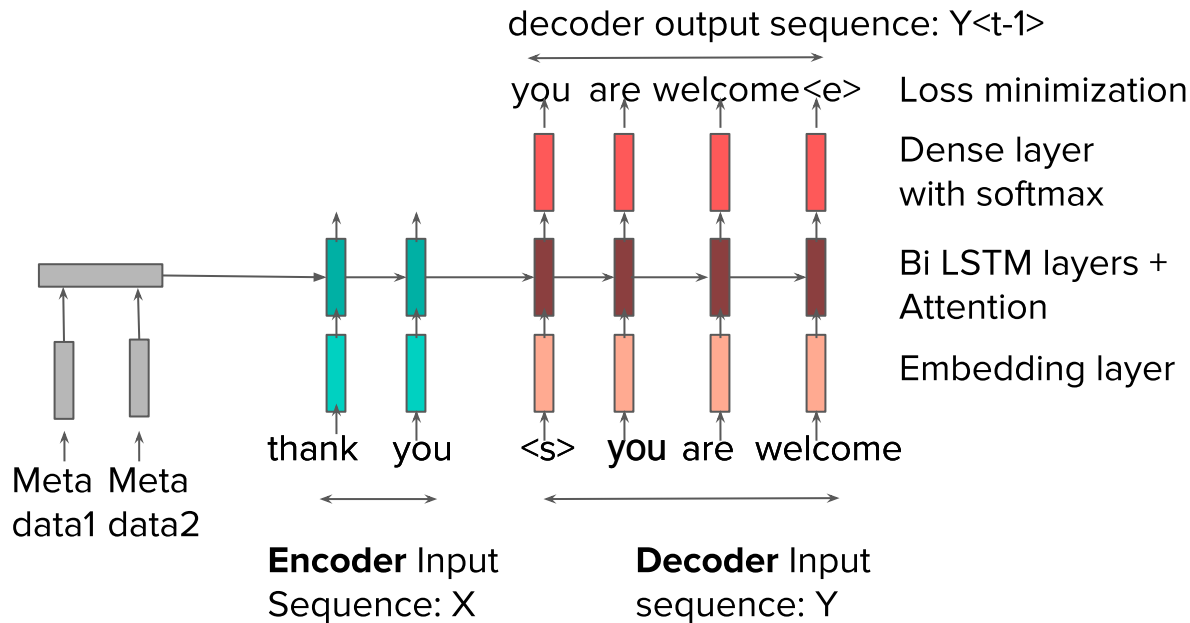 decoder output sequence: Y<t-1>
you are welcome<e>
Loss minimization
Dense layer
with softmax
Bi LSTM layers +
Attention
Embedding layer
thank you <s> you are welcome
Meta Meta
data1 data2
Encoder Input
Sequence: X
Decoder Input
sequence: Y